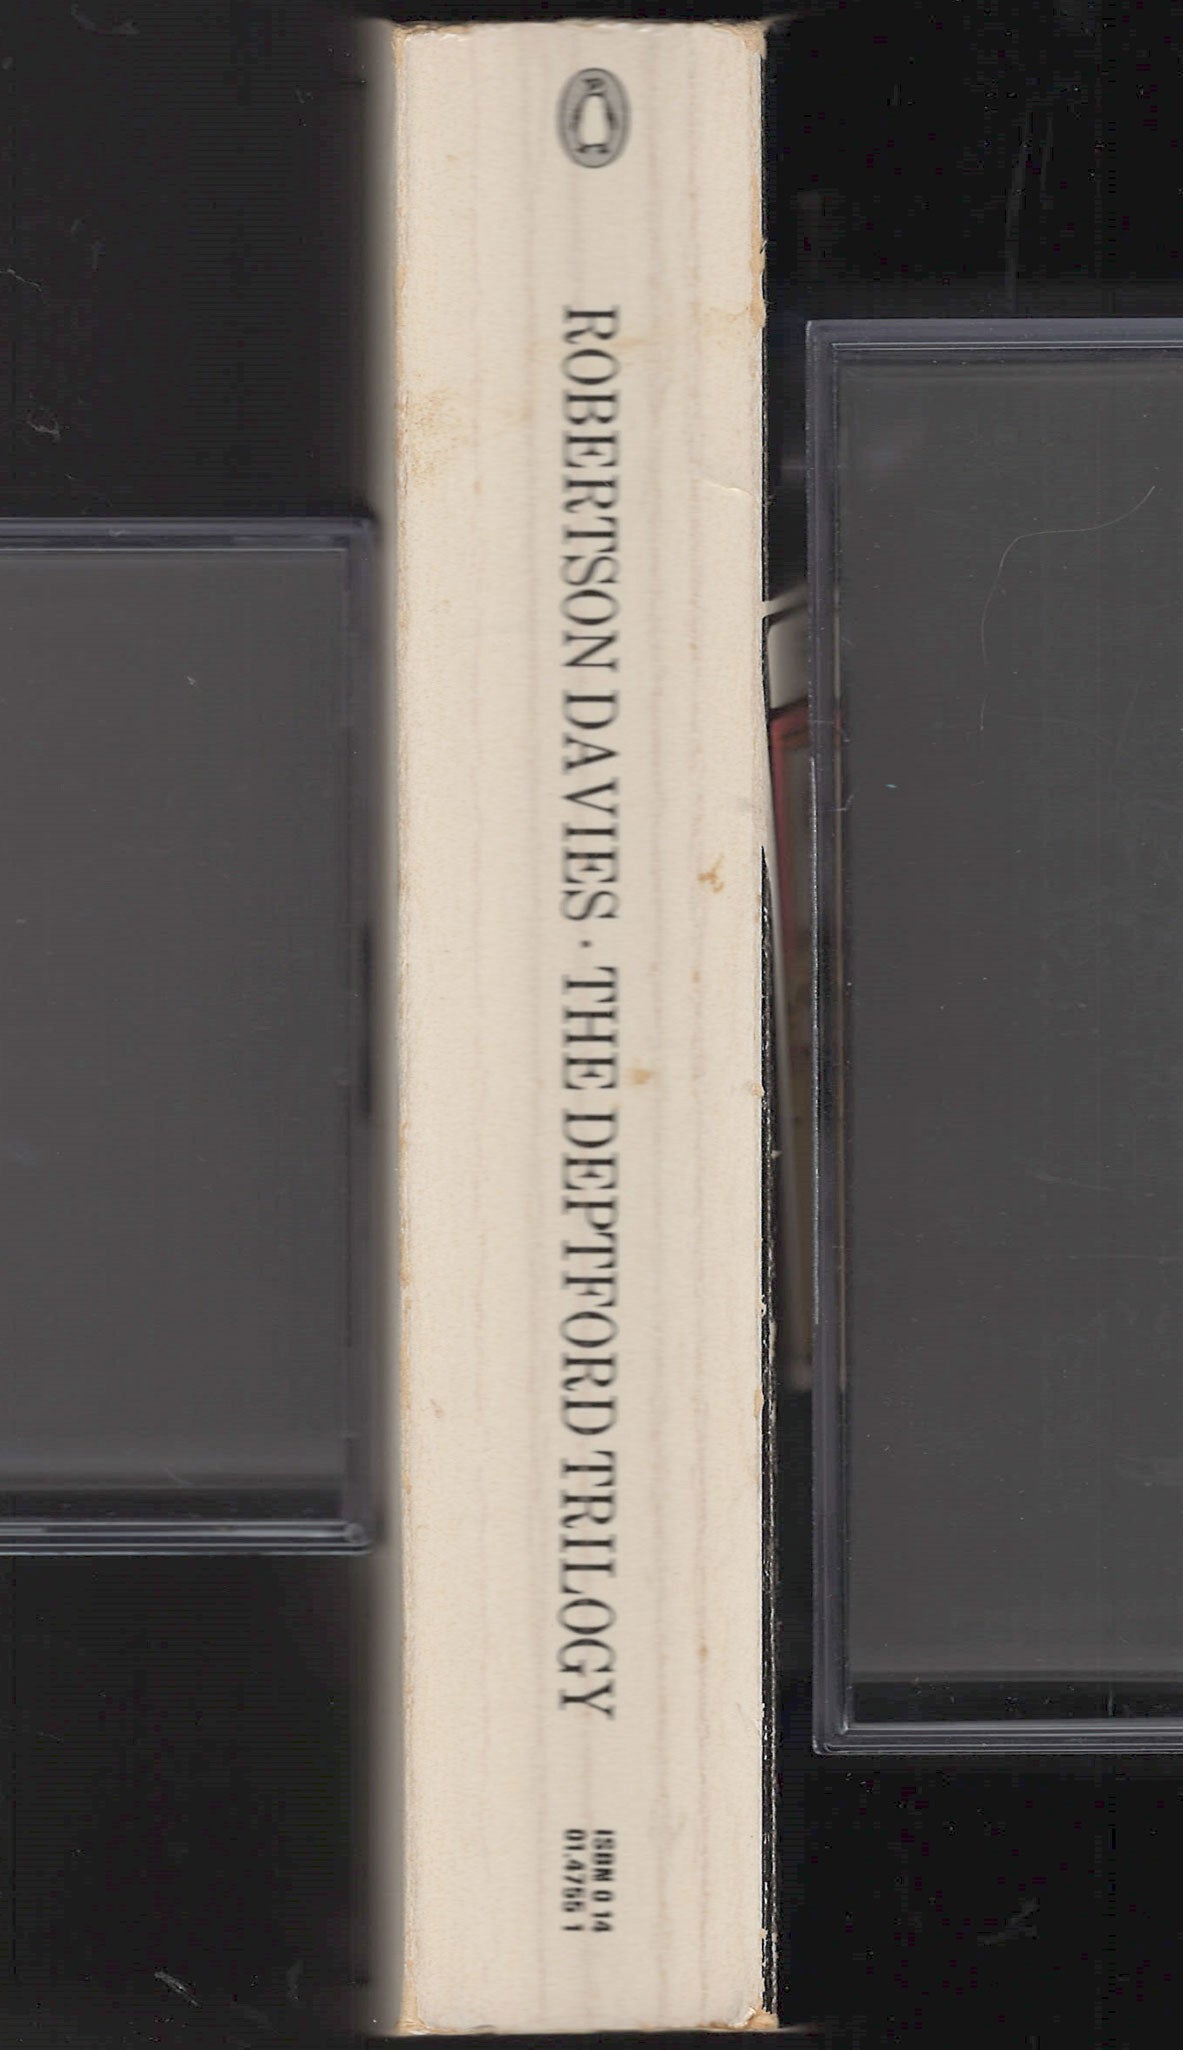 ROBERTSON DAVIES · THE DEPTFORD TRILOGY
ISBN 0 14
01.4755 1